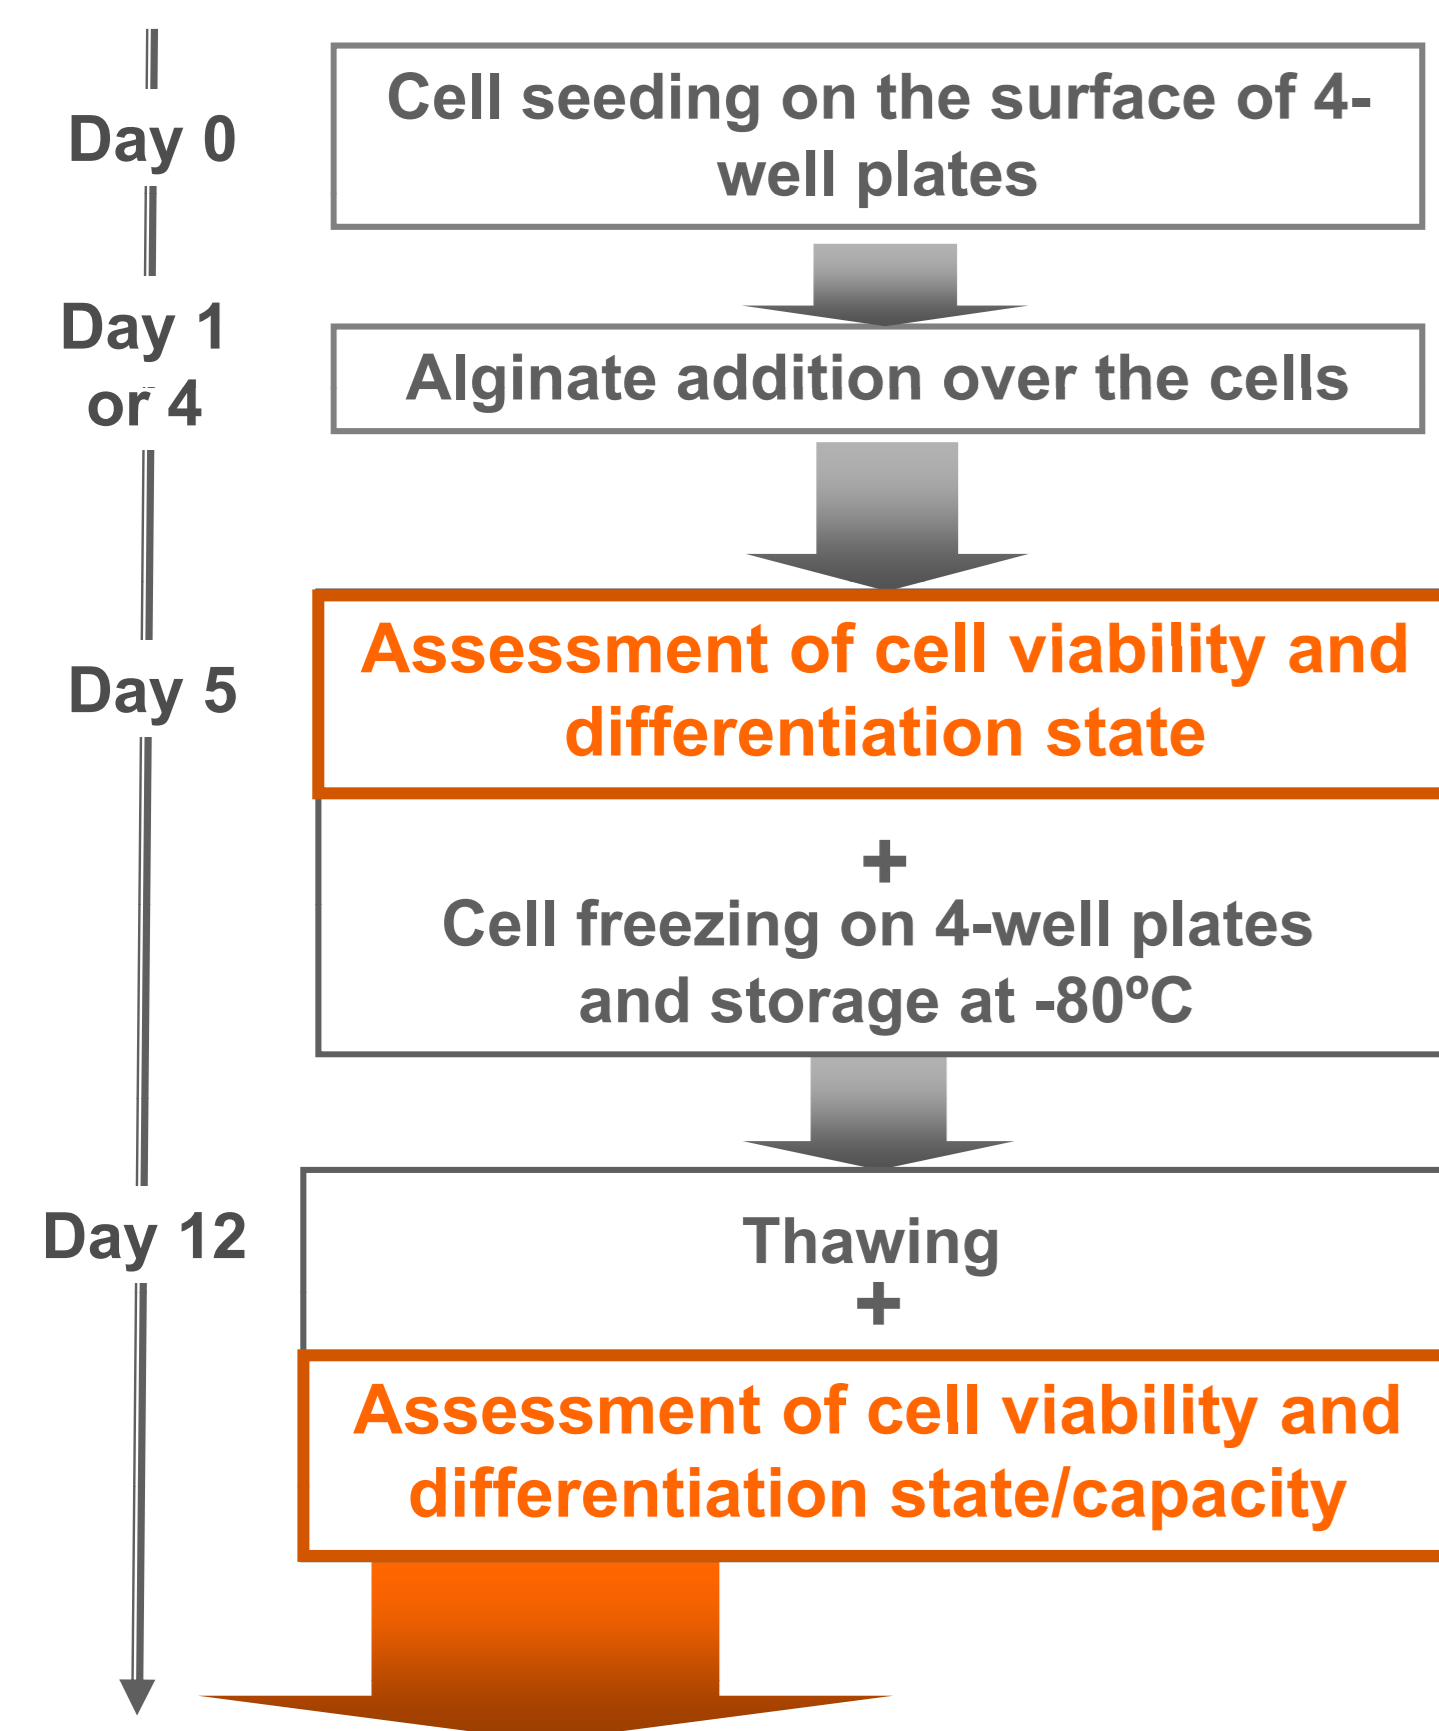 Day 0
Cell seeding on the surface of 4-
well plates
Day 1
or 4
Alginate addition over the cells
Day 5
Assessment of cell viability and
differentiation state
+
Cell freezing on 4-well plates
and storage at -80ºC
Day 12
Thawing
+
Assessment of cell viability and
differentiation state/capacity